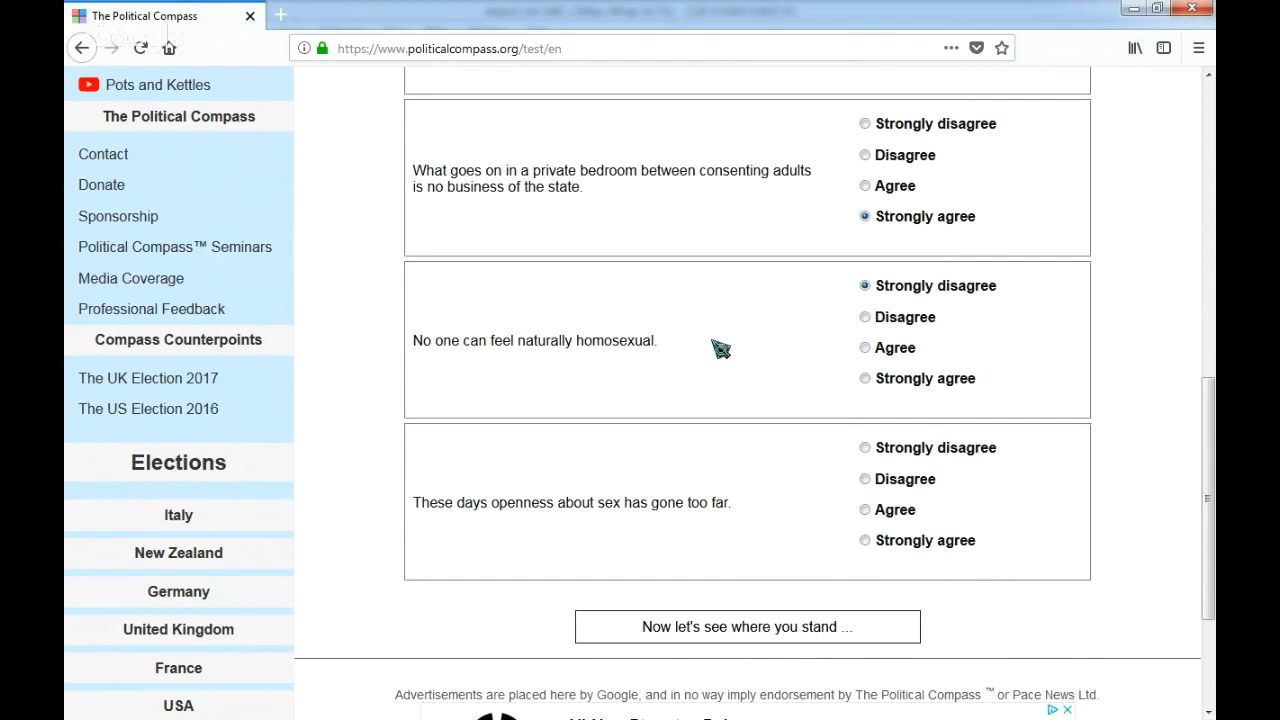 The Political Compass
https://www.politicalcompass.org/test/en
Pots and Kettles
The Political Compass
Contact
Donate
Sponsorship
Political Compass™ Seminars
Media Coverage
Professional Feedback
Compass Counterpoints
The UK Election 2017
The US Election 2016
Elections
Italy
New Zealand
Germany
United Kingdom
France
USA
What goes on in a private bedroom between consenting adults
is no business of the state.
Strongly disagree
Disagree
Agree
Strongly agree
No one can feel naturally homosexual.
Strongly disagree
Disagree
Agree
Strongly agree
These days openness about sex has gone too far.
Strongly disagree
Disagree
Agree
Strongly agree
Now let's see where you stand ...
Advertisements are placed here by Google, and in no way imply endorsement by The Political Compass ™ or Pace News Ltd.